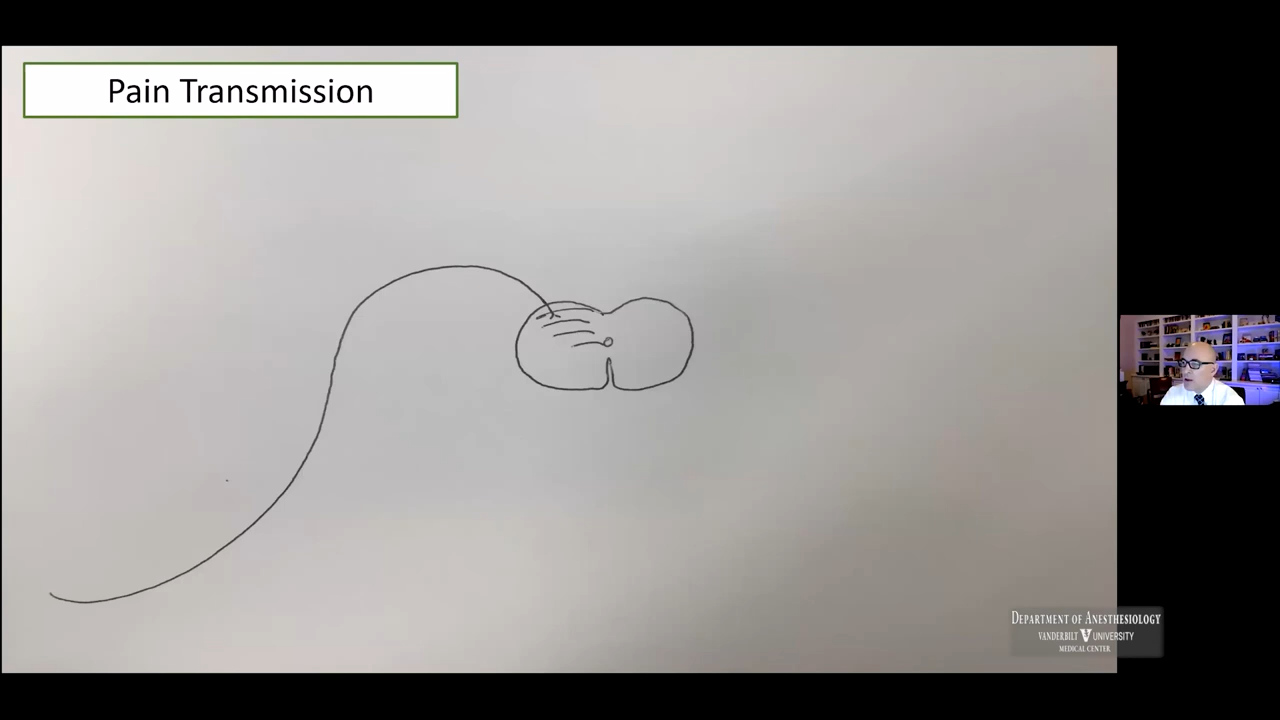 Pain Transmission
DEPARTMENT OF ANESTHESIOLOGY
VANDERBILT V UNIVERSITY
MEDICAL CENTER